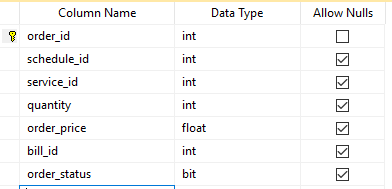 Column Name Data Type Allow Nulls
order_id int
schedule_id int
service_id int
quantity int
order_price float
bill_id int
order_status bit